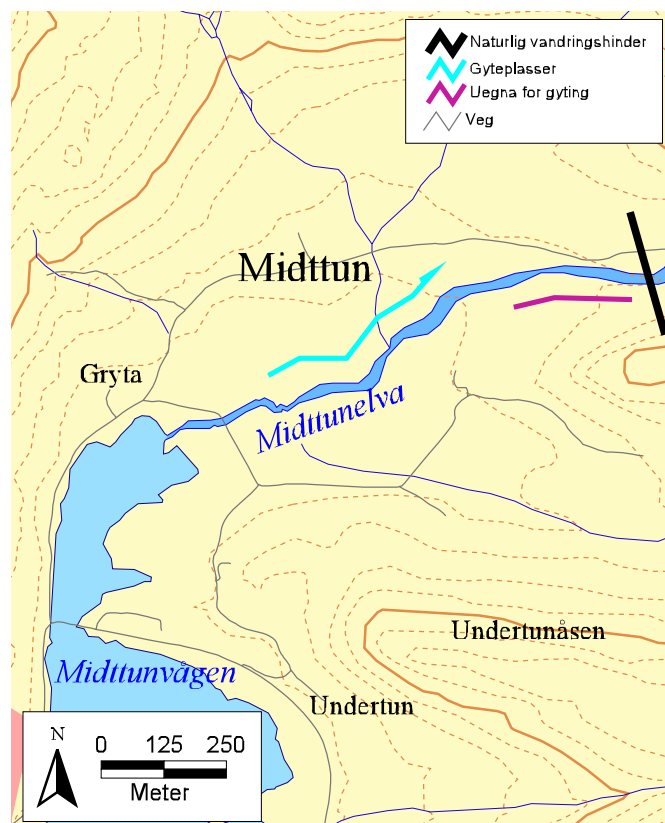 Naturlig vandringshinder
Gyteplasser
Uegna for gyting
Veg
Midttun
Gryta
Midttunelva
Undertunåsen
Midttunvågen
Undertun
N
0 125 250
Meter